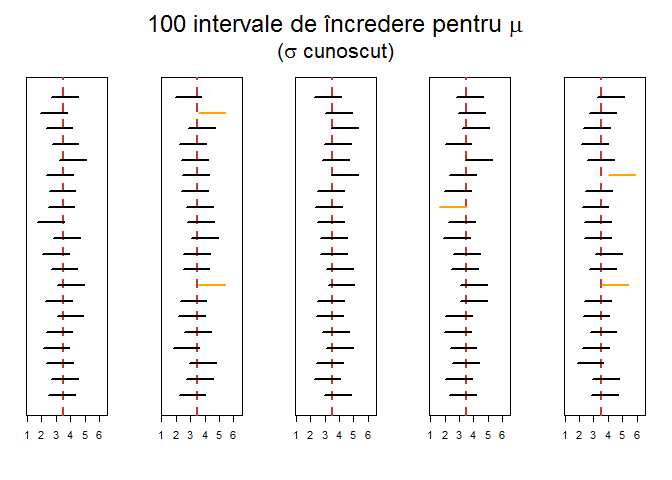 100 intervale de încredere pentru μ
(σ cunoscut)
1 2 3 4 5 6 1 2 3 4 5 6 1 2 3 4 5 6 1 2 3 4 5 6 1 2 3 4 5 6